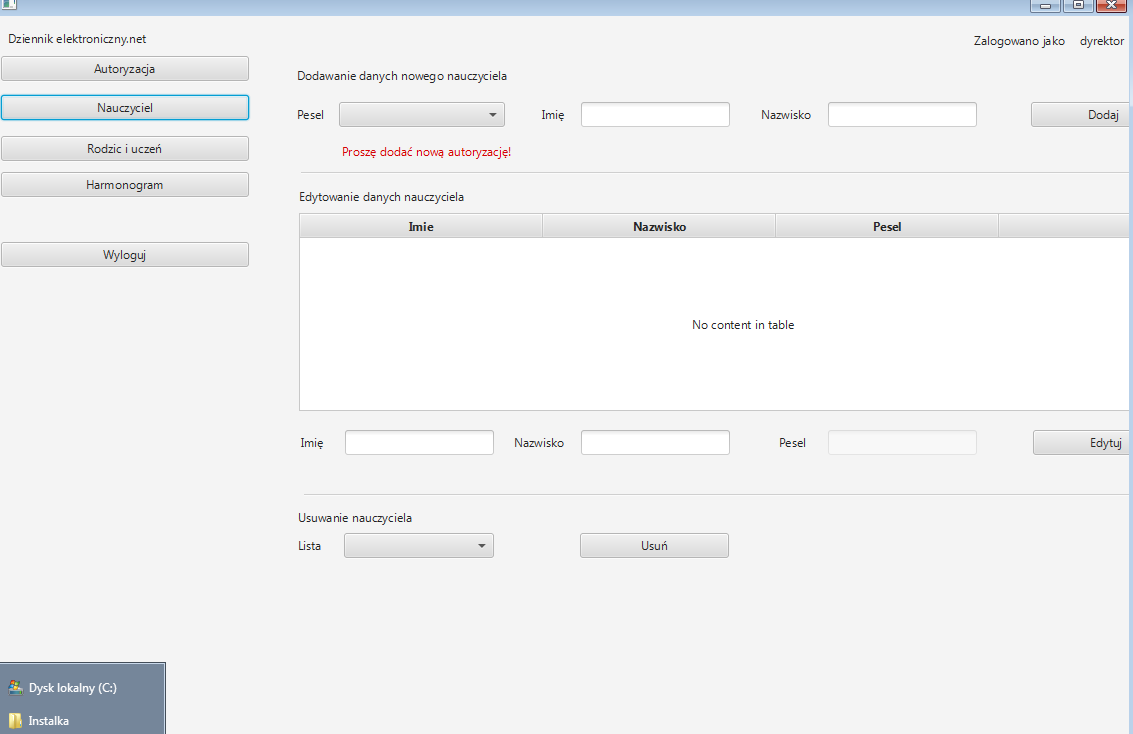 Dziennik elektroniczny.net
Zalogowano jako dyrektor
Autoryzacja
Nauczyciel
Rodzic i uczeń
Harmonogram
Wyloguj
Dodawanie danych nowego nauczyciela
Pesel Imię Nazwisko Dodaj
Proszę dodać nową autoryzację!
Edytowanie danych nauczyciela
Imie Nazwisko Pesel
No content in table
Imię Nazwisko Pesel Edytuj
Usuwanie nauczyciela
Lista Usuń
Dysk lokalny (C:)
Instalka